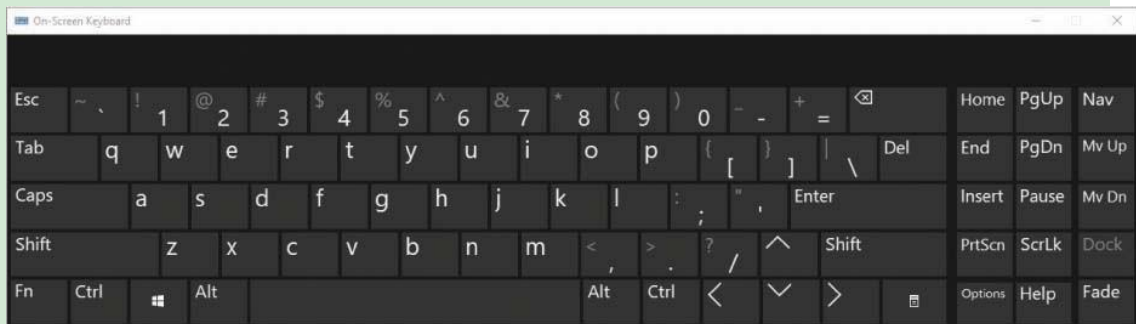 On-Screen Keyboard
Esc ~ ` ! 1 @ 2 # 3 $ 4 % 5 ^ 6 & 7 * 8 ( 9 ) 0 _ - + = Home PgUp Nav
Tab q w e r t y u i o p { [ } ] | \ Del End PgDn Mv Up
Caps a s d f g h j k l : ; " ' Enter Insert Pause Mv Dn
Shift z x c v b n m < , > . ? / Shift PrtScn ScrLk Dock
Fn Ctrl Alt Alt Ctrl Options Help Fade